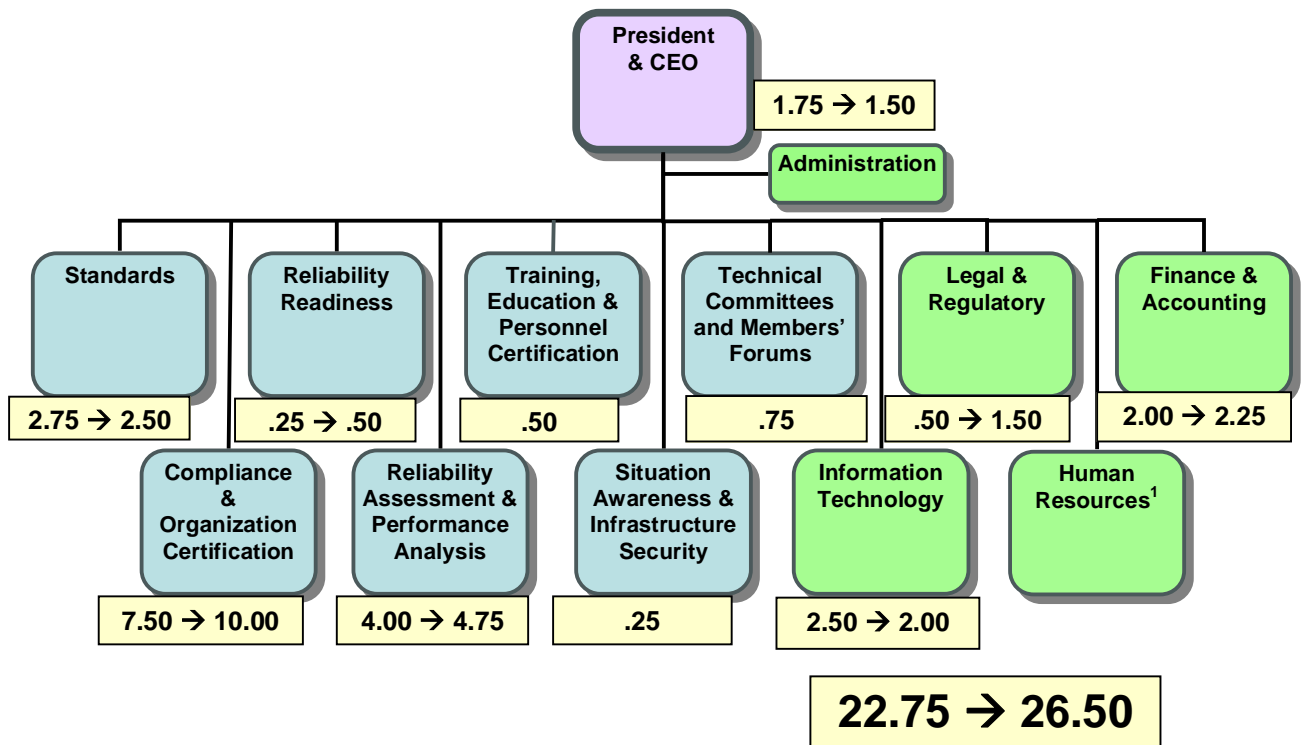 President
& CEO
1.75 → 1.50
Administration
Standards
2.75 → 2.50
Reliability
Readiness
.25 → .50
Training,
Education &
Personnel
Certification
.50
Technical
Committees
and Members’
Forums
.75
Legal &
Regulatory
.50 → 1.50
Finance &
Accounting
2.00 → 2.25
Compliance
&
Organization
Certification
7.50 → 10.00
Reliability
Assessment &
Performance
Analysis
4.00 → 4.75
Situation
Awareness &
Infrastructure
Security
.25
Information
Technology
2.50 → 2.00
Human
Resources¹
22.75 → 26.50